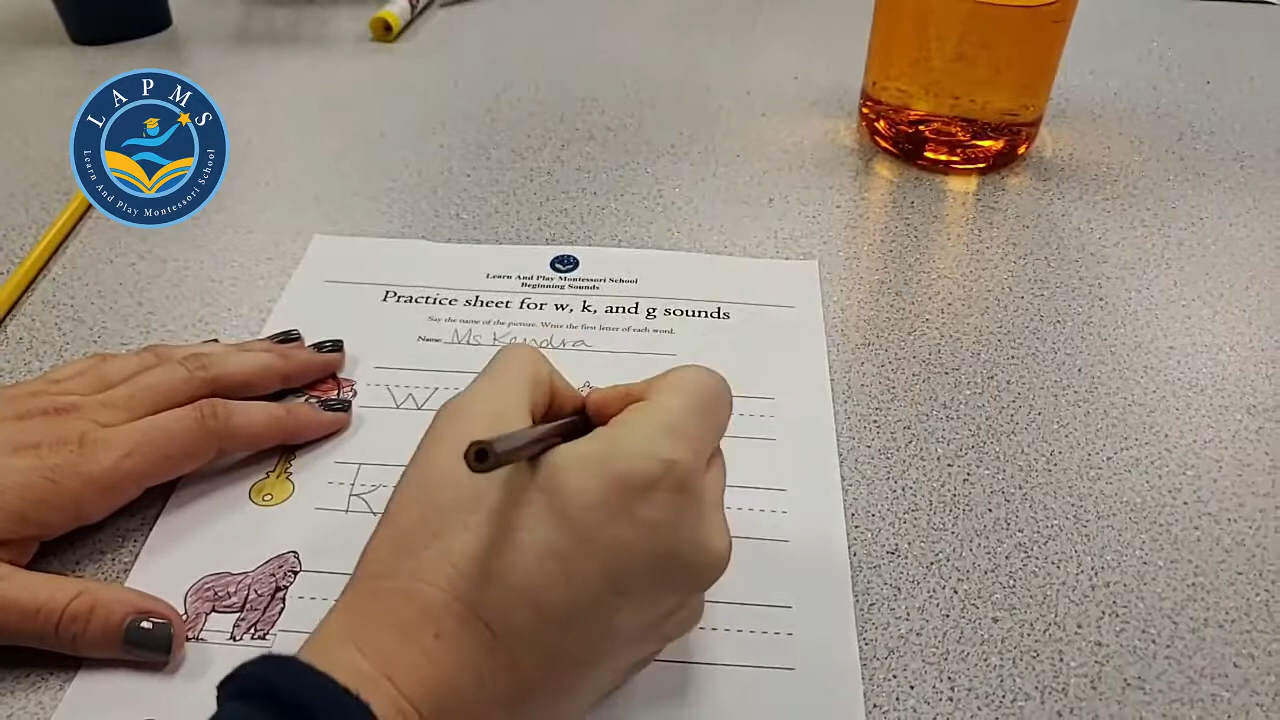 LAPMS
Learn And Play Montessori School
Learn And Play Montessori School
Beginning Sounds
Practice sheet for w, k, and g sounds
Say the name of the picture. Write the first letter of each word.
Name: Ms Kendra
w
k